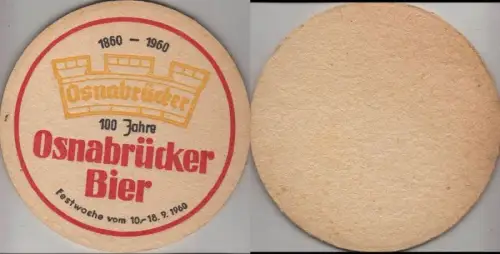 1860 - 1960
Osnabrücker
100 Jahre
Osnabrücker
Bier
Festwoche vom 10.-18. 9. 1960